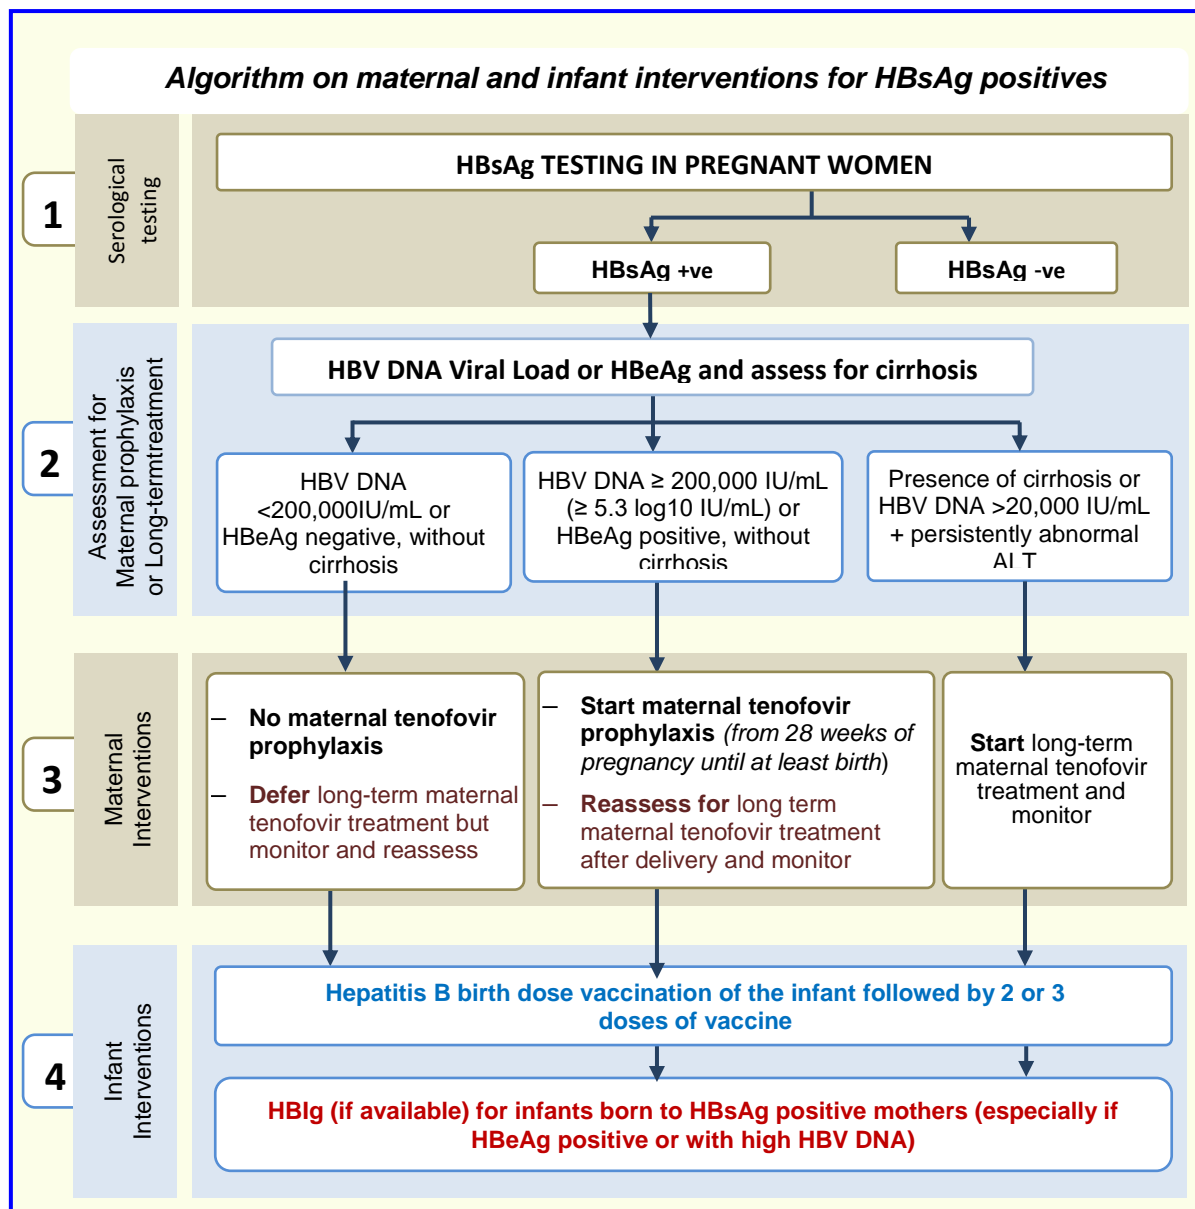 Algorithm on maternal and infant interventions for HBsAg positives
1
Serological
testing
HBsAg TESTING IN PREGNANT WOMEN
HBsAg +ve
HBsAg -ve
2
Assessment for
Maternal prophylaxis
or Long-termtreatment
HBV DNA Viral Load or HBeAg and assess for cirrhosis
HBV DNA
<200,000IU/mL or
HBeAg negative, without
cirrhosis
HBV DNA ≥ 200,000 IU/mL
(≥ 5.3 log10 IU/mL) or
HBeAg positive, without
cirrhosis
Presence of cirrhosis or
HBV DNA >20,000 IU/mL
+ persistently abnormal
ALT
3
Maternal
Interventions
– No maternal tenofovir
prophylaxis
– Defer long-term maternal
tenofovir treatment but
monitor and reassess
– Start maternal tenofovir
prophylaxis (from 28 weeks of
pregnancy until at least birth)
– Reassess for long term
maternal tenofovir treatment
after delivery and monitor
Start long-term
maternal tenofovir
treatment and
monitor
4
Infant
Interventions
Hepatitis B birth dose vaccination of the infant followed by 2 or 3
doses of vaccine
HBIg (if available) for infants born to HBsAg positive mothers (especially if
HBeAg positive or with high HBV DNA)